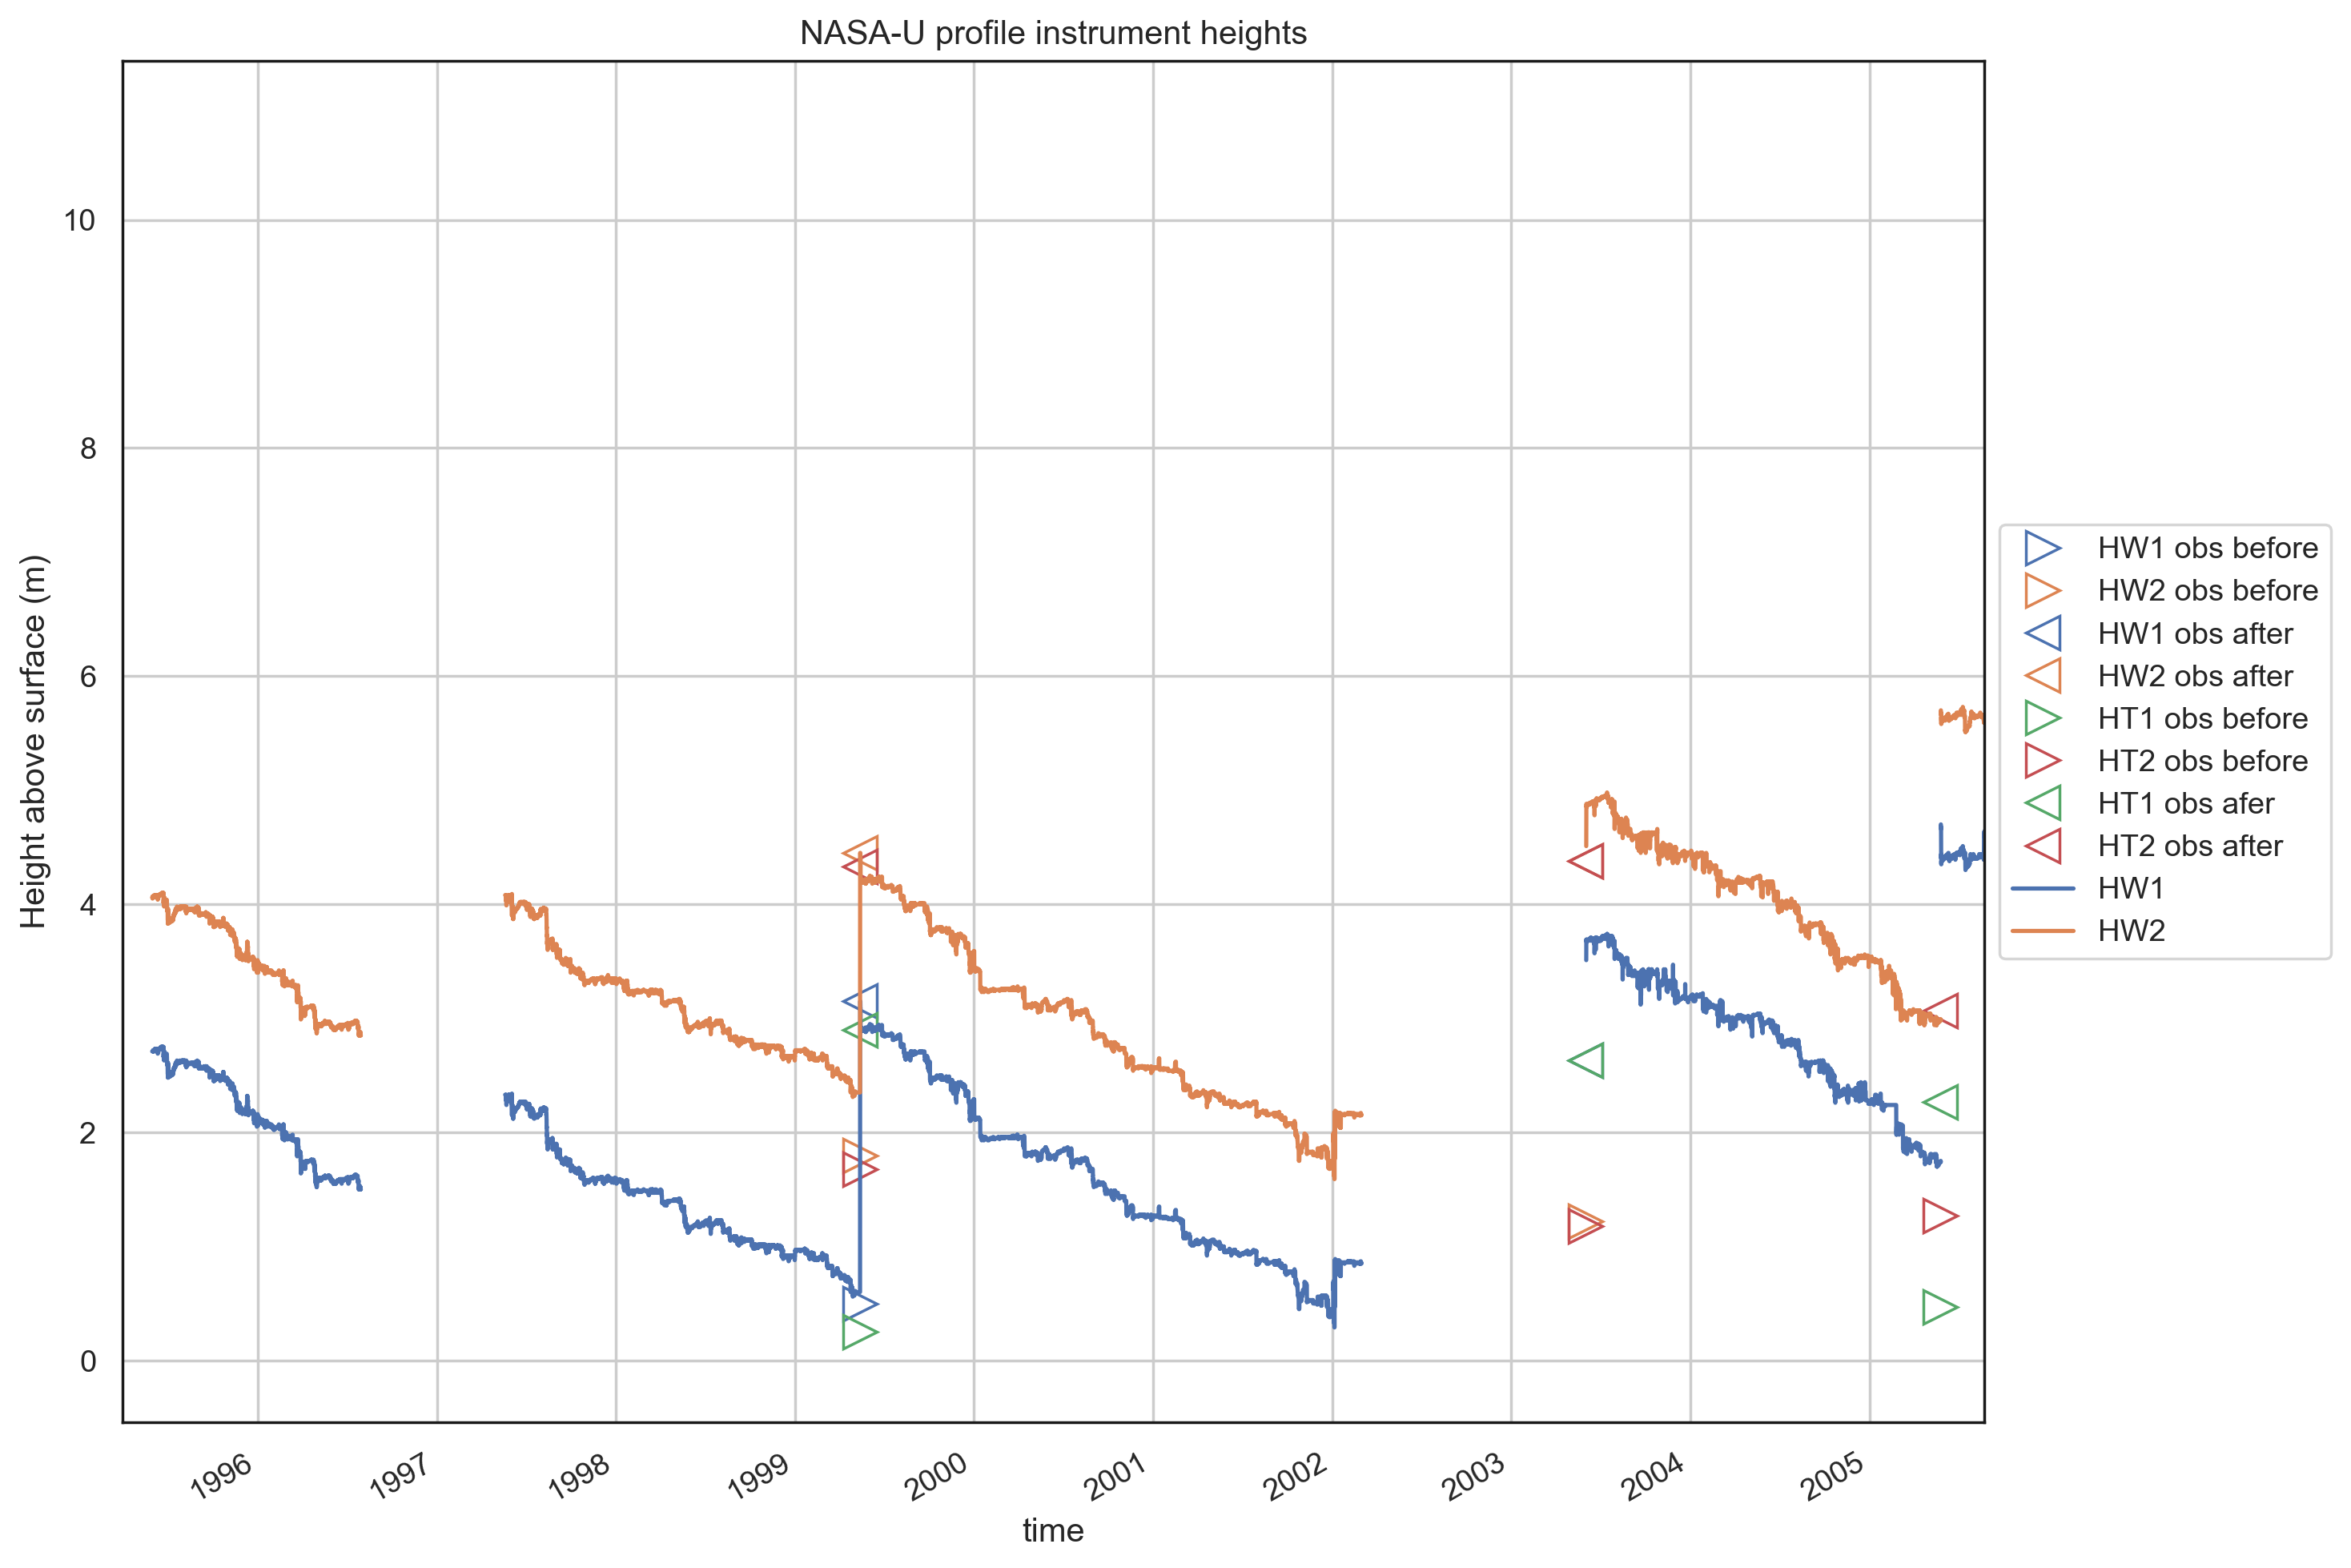 NASA-U profile instrument heights
Height above surface (m)
10
8
6
4
2
0
1996
1997
1998
1999
2000
2001
2002
2003
2004
2005
time
HW1 obs before
HW2 obs before
HW1 obs after
HW2 obs after
HT1 obs before
HT2 obs before
HT1 obs afer
HT2 obs after
HW1
HW2